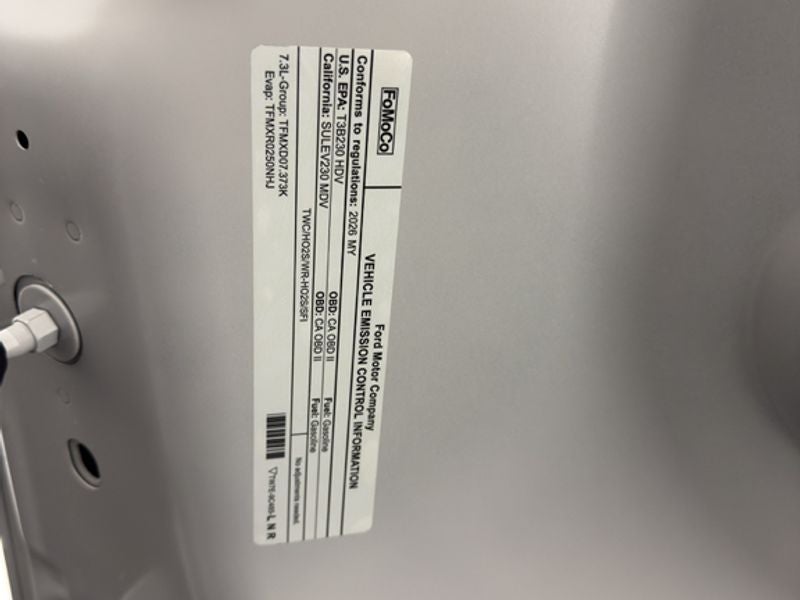 FoMoCo
Ford Motor Company
VEHICLE EMISSION CONTROL INFORMATION
Conforms to regulations: 2026 MY
U.S. EPA: T3B230 HDV OBD: CA OBD II Fuel: Gasoline
California: SULEV230 MDV OBD: CA OBD II Fuel: Gasoline
TWC/HO2S/WR-HO2S/SFI No adjustments needed.
7.3L-Group: TFMXD07.373K
Evap: TFMXR0250NHJ
L N R